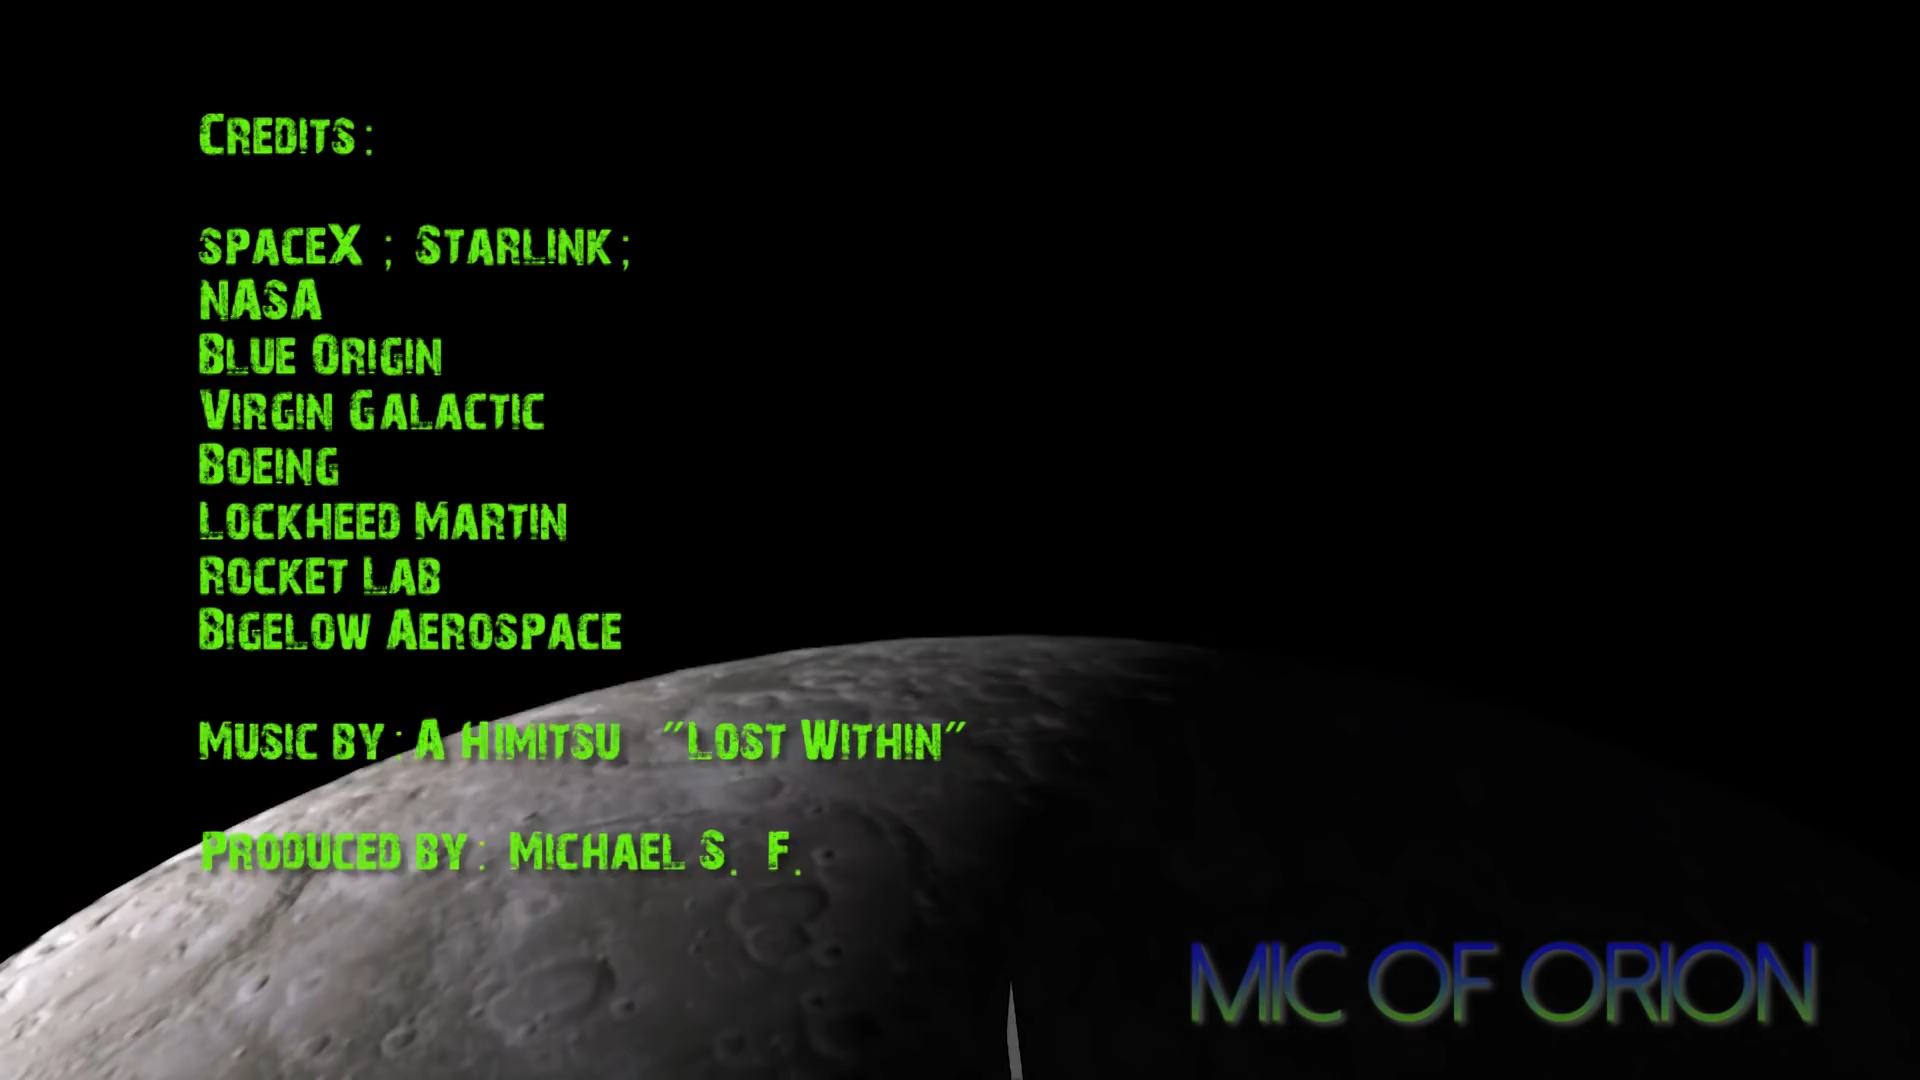 Credits:
SpaceX ; Starlink;
NASA
Blue Origin
Virgin Galactic
Boeing
Lockheed Martin
Rocket Lab
Bigelow Aerospace
Music by: A Himitsu "Lost Within"
Produced by: Michael S. F.
MIC OF ORION